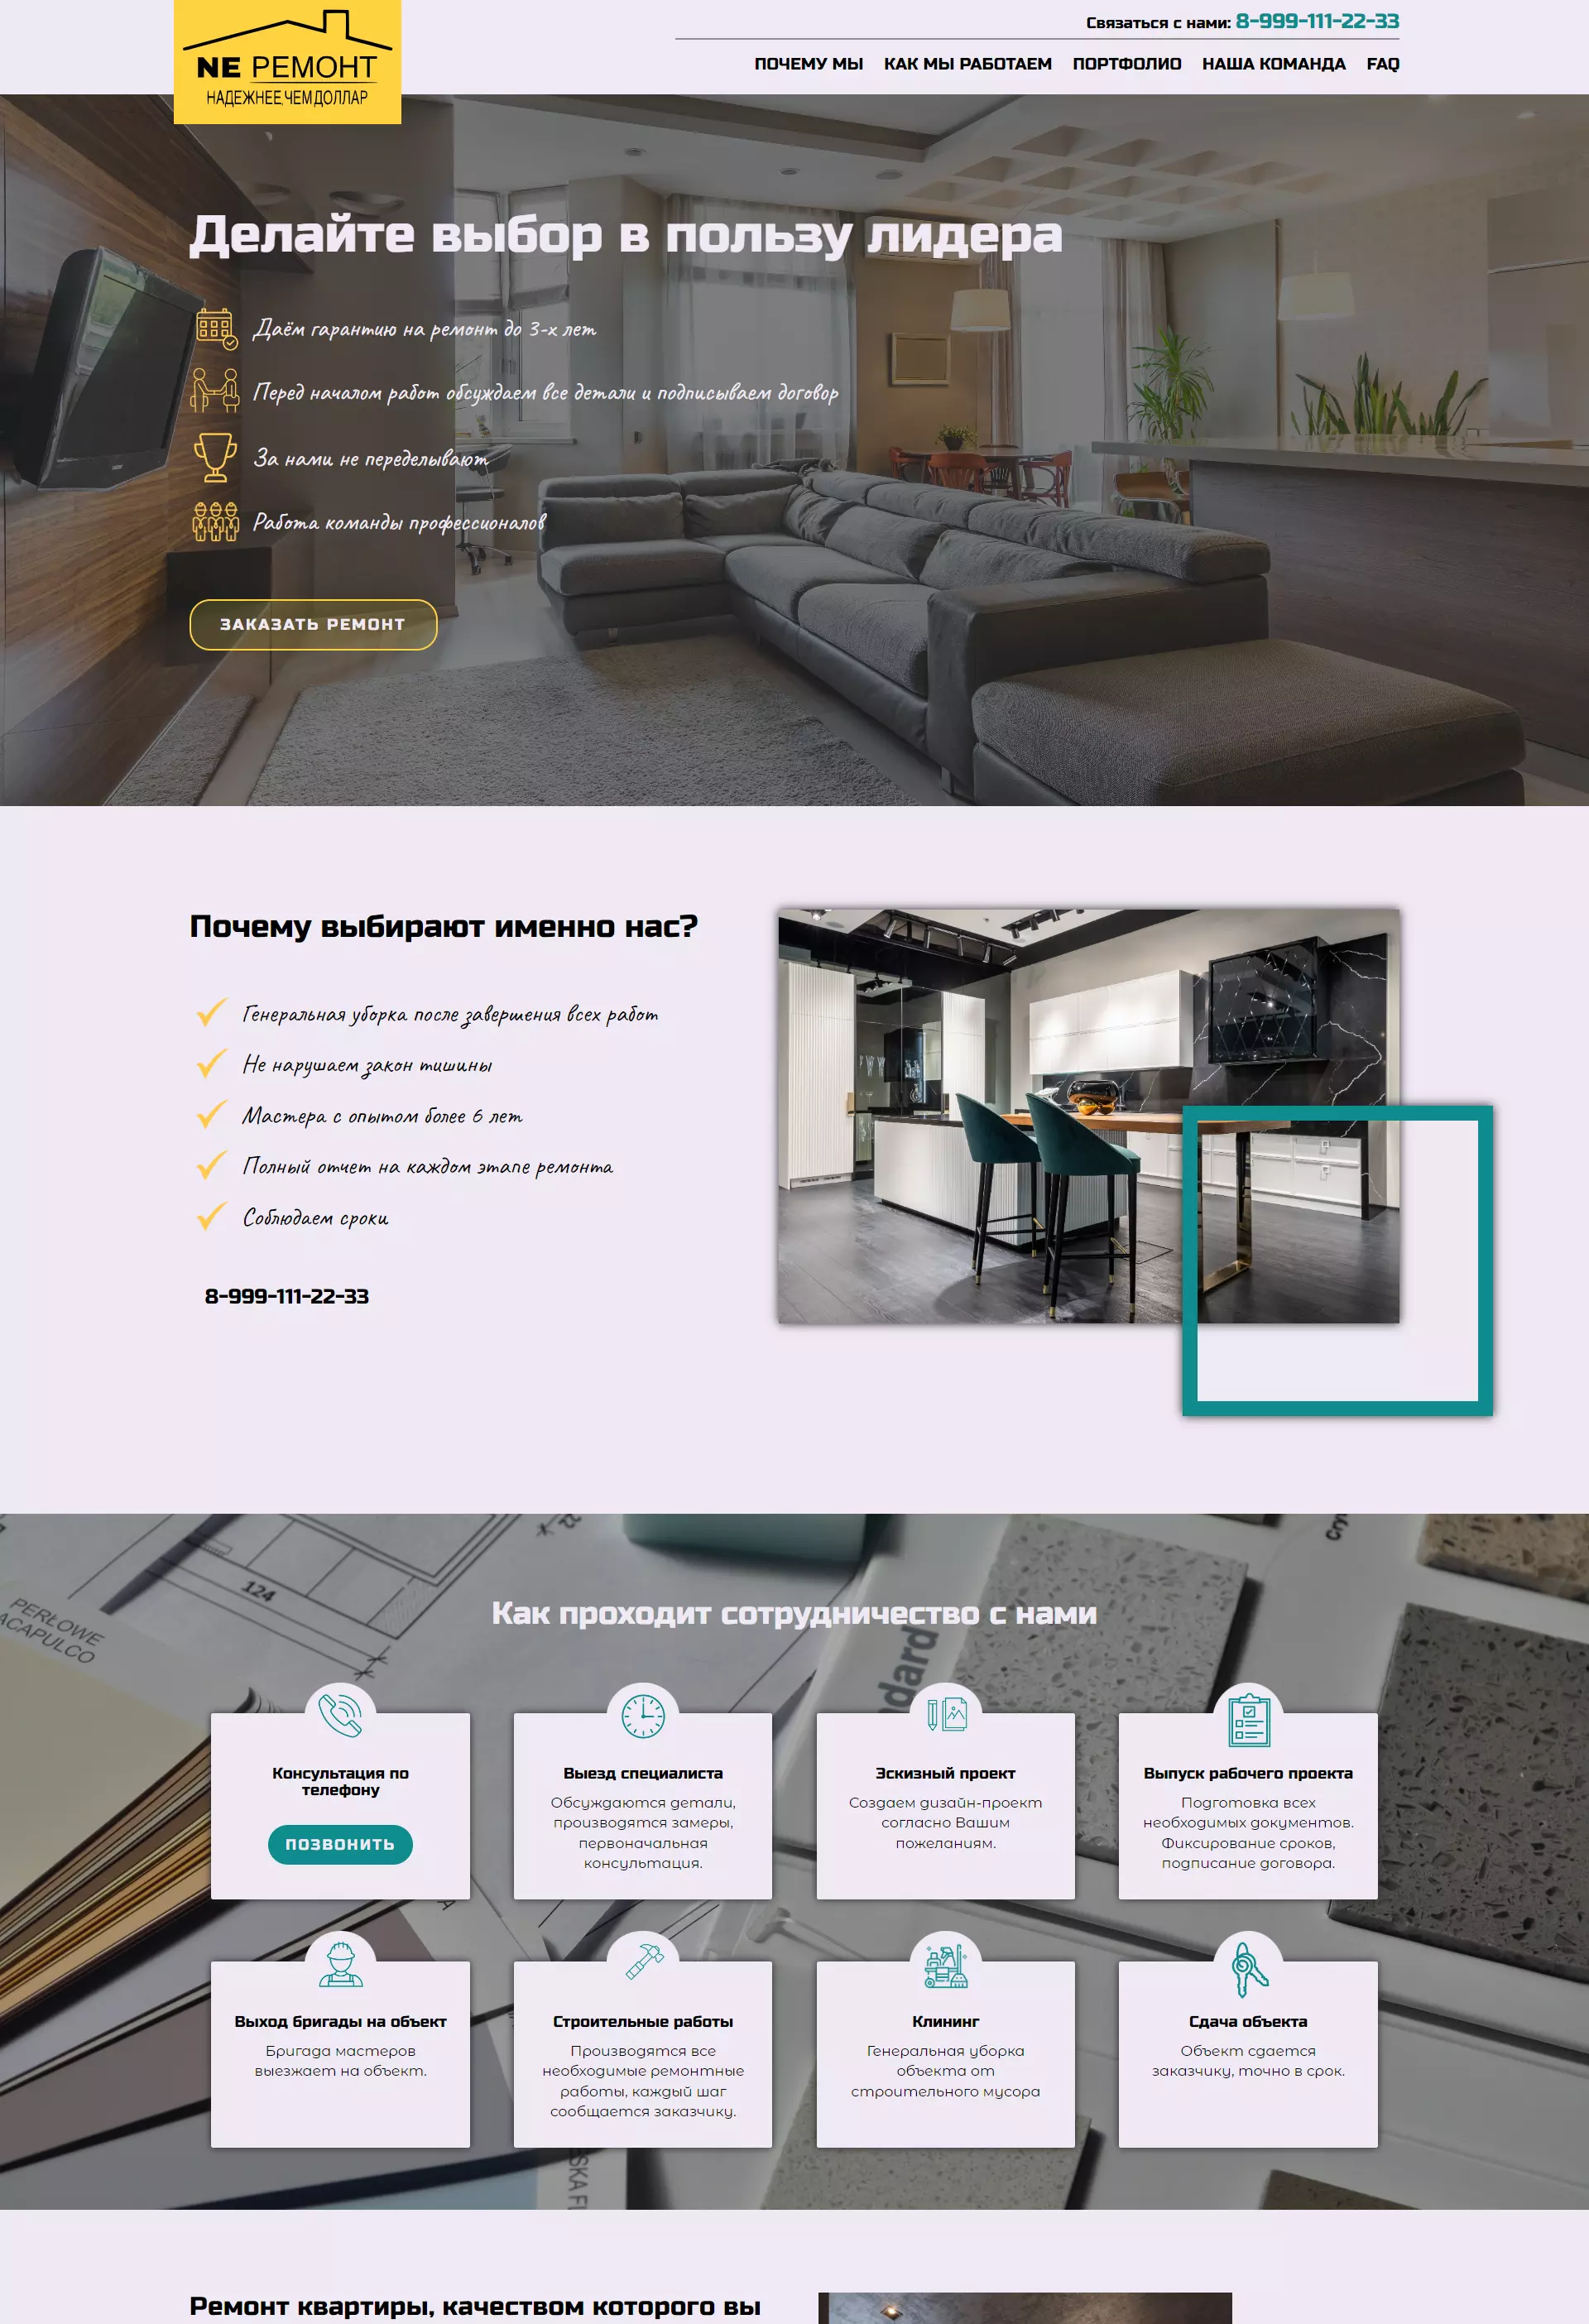 NE РЕМОНТ
НАДЕЖНЕЕ, ЧЕМ ДОЛЛАР
Связаться с нами: 8-999-111-22-33
ПОЧЕМУ МЫ КАК МЫ РАБОТАЕМ ПОРТФОЛИО НАША КОМАНДА FAQ
Делайте выбор в пользу лидера
Даём гарантию на ремонт до 3-х лет
Перед началом работ обсуждаем все детали и подписываем договор
За нами не переделывают
Работа команды профессионалов
ЗАКАЗАТЬ РЕМОНТ
Почему выбирают именно нас?
Генеральная уборка после завершения всех работ
Не нарушаем закон тишины
Мастера с опытом более 6 лет
Полный отчет на каждом этапе ремонта
Соблюдаем сроки
8-999-111-22-33
124
PERŁOWE
ACAPULCO
Как проходит сотрудничество с нами
Консультация по
телефону
ПОЗВОНИТЬ
Выезд специалиста
Обсуждаются детали,
производятся замеры,
первоначальная
консультация.
Эскизный проект
Создаем дизайн-проект
согласно Вашим
пожеланиям.
Выпуск рабочего проекта
Подготовка всех
необходимых документов.
Фиксирование сроков,
подписание договора.
Выход бригады на объект
Бригада мастеров
выезжает на объект.
Строительные работы
Производятся все
необходимые ремонтные
работы, каждый шаг
сообщается заказчику.
Клининг
Генеральная уборка
объекта от
строительного мусора
Сдача объекта
Объект сдается
заказчику, точно в срок.
Ремонт квартиры, качеством которого вы